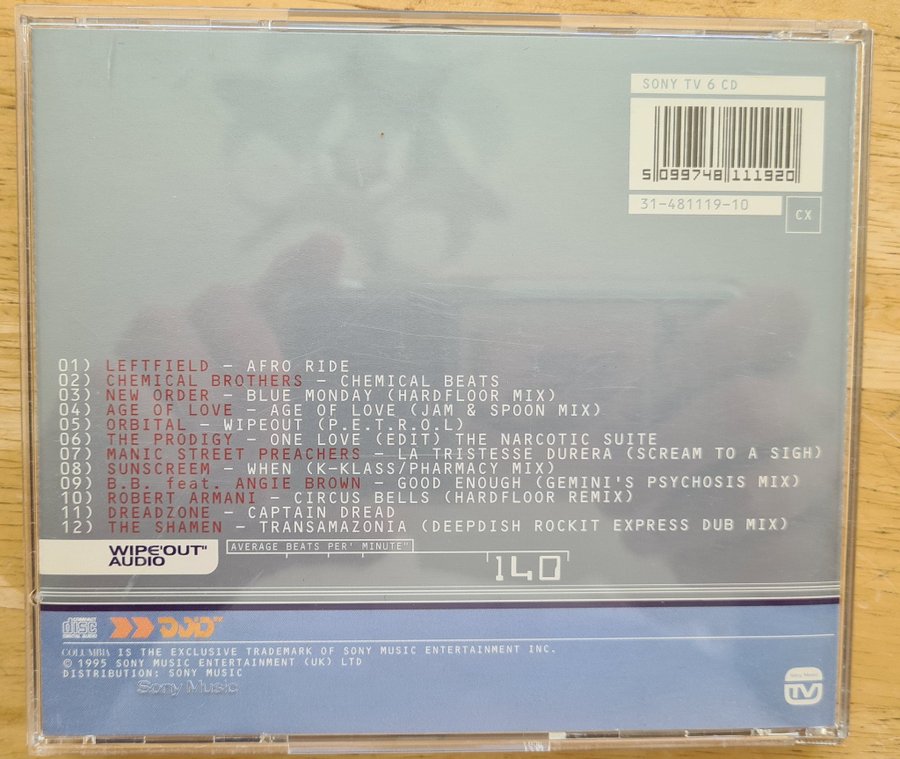 SONY TV 6 CD
5 099748 111920
31-481119-10
CX
01) LEFTFIELD – AFRO RIDE
02) CHEMICAL BROTHERS – CHEMICAL BEATS
03) NEW ORDER – BLUE MONDAY (HARDFLOOR MIX)
04) AGE OF LOVE – AGE OF LOVE (JAM & SPOON MIX)
05) ORBITAL – WIPEOUT (P.E.T.R.O.L)
06) THE PRODIGY – ONE LOVE (EDIT) THE NARCOTIC SUITE
07) MANIC STREET PREACHERS – LA TRISTESSE DURERA (SCREAM TO A SIGH)
08) SUNSCREEM – WHEN (K-KLASS/PHARMACY MIX)
09) B.B. feat. ANGIE BROWN – GOOD ENOUGH (GEMINI'S PSYCHOSIS MIX)
10) ROBERT ARMANI – CIRCUS BELLS (HARDFLOOR REMIX)
11) DREADZONE – CAPTAIN DREAD
12) THE SHAMEN – TRANSAMAZONIA (DEEPDISH ROCKIT EXPRESS DUB MIX)
WIPE'OUT"
AUDIO
AVERAGE BEATS PER' MINUTE"
140
COMPACT
disc
DIGITAL AUDIO
COLUMBIA IS THE EXCLUSIVE TRADEMARK OF SONY MUSIC ENTERTAINMENT INC.
© 1995 SONY MUSIC ENTERTAINMENT (UK) LTD
DISTRIBUTION: SONY MUSIC
Sony Music
Sony Music
TV